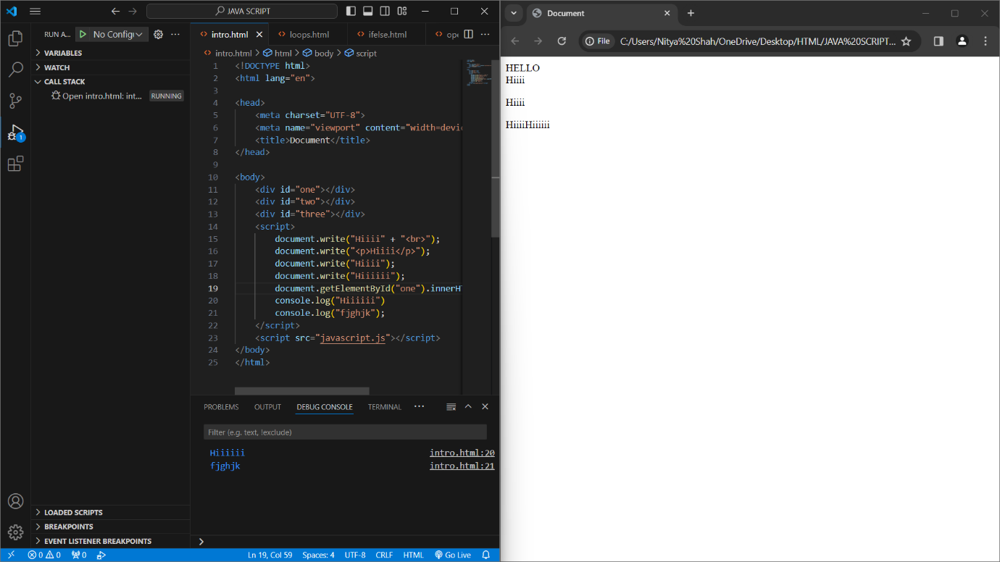 JAVA SCRIPT
RUN A... No Configu
VARIABLES
WATCH
CALL STACK
Open intro.html: int... RUNNING
1
LOADED SCRIPTS
BREAKPOINTS
EVENT LISTENER BREAKPOINTS
intro.html loops.html ifelse.html ope
intro.html > html > body > script
1 <!DOCTYPE html>
2 <html lang="en">
3
4 <head>
5 <meta charset="UTF-8">
6 <meta name="viewport" content="width=devic
7 <title>Document</title>
8 </head>
9
10 <body>
11 <div id="one"></div>
12 <div id="two"></div>
13 <div id="three"></div>
14 <script>
15 document.write("Hiiii" + "<br>");
16 document.write("<p>Hiiii</p>");
17 document.write("Hiiii");
18 document.write("Hiiiiii");
19 document.getElementById("one").innerHT
20 console.log("Hiiiiii")
21 console.log("fjghjk");
22 </script>
23 <script src="javascript.js"></script>
24 </body>
25 </html>
PROBLEMS OUTPUT DEBUG CONSOLE TERMINAL ...
Filter (e.g. text, !exclude)
Hiiiiii intro.html:20
fjghjk intro.html:21
0 0 0 Ln 19, Col 59 Spaces: 4 UTF-8 CRLF HTML Go Live
Document
File C:/Users/Nitya%20Shah/OneDrive/Desktop/HTML/JAVA%20SCRIPT...
HELLO
Hiiii
Hiiii
HiiiiHiiiiii